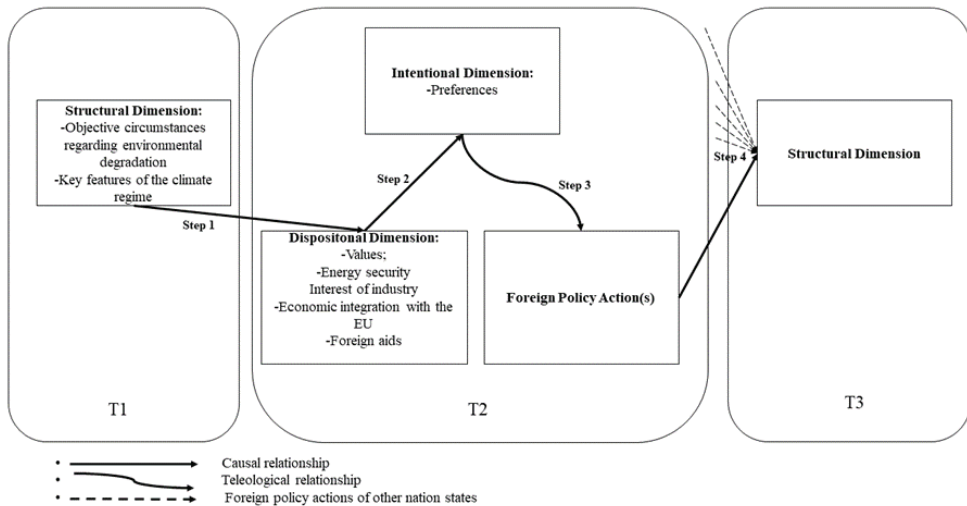 Structural Dimension:
-Objective circumstances
regarding environmental
degradation
-Key features of the climate
regime
Step 1
T1
Intentional Dimension:
-Preferences
Step 2
Step 3
Dispositonal Dimension:
-Values;
-Energy security
Interest of industry
-Economic integration with the
EU
-Foreign aids
Foreign Policy Action(s)
T2
Step 4
Structural Dimension
T3
• Causal relationship
• Teleological relationship
• Foreign policy actions of other nation states